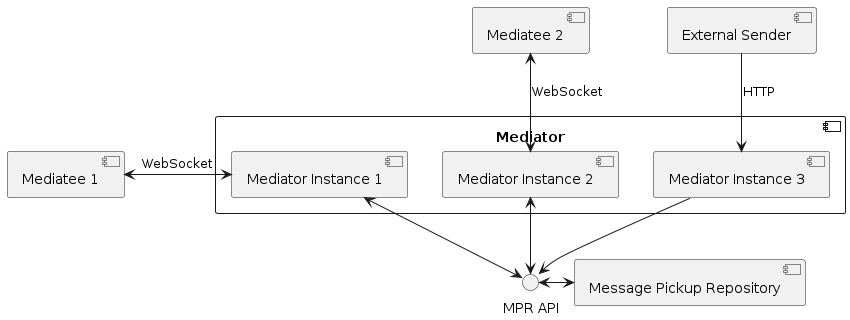 Mediatee 2
External Sender
WebSocket
HTTP
Mediator
WebSocket
Mediatee 1
Mediator Instance 1
Mediator Instance 2
Mediator Instance 3
Message Pickup Repository
MPR API